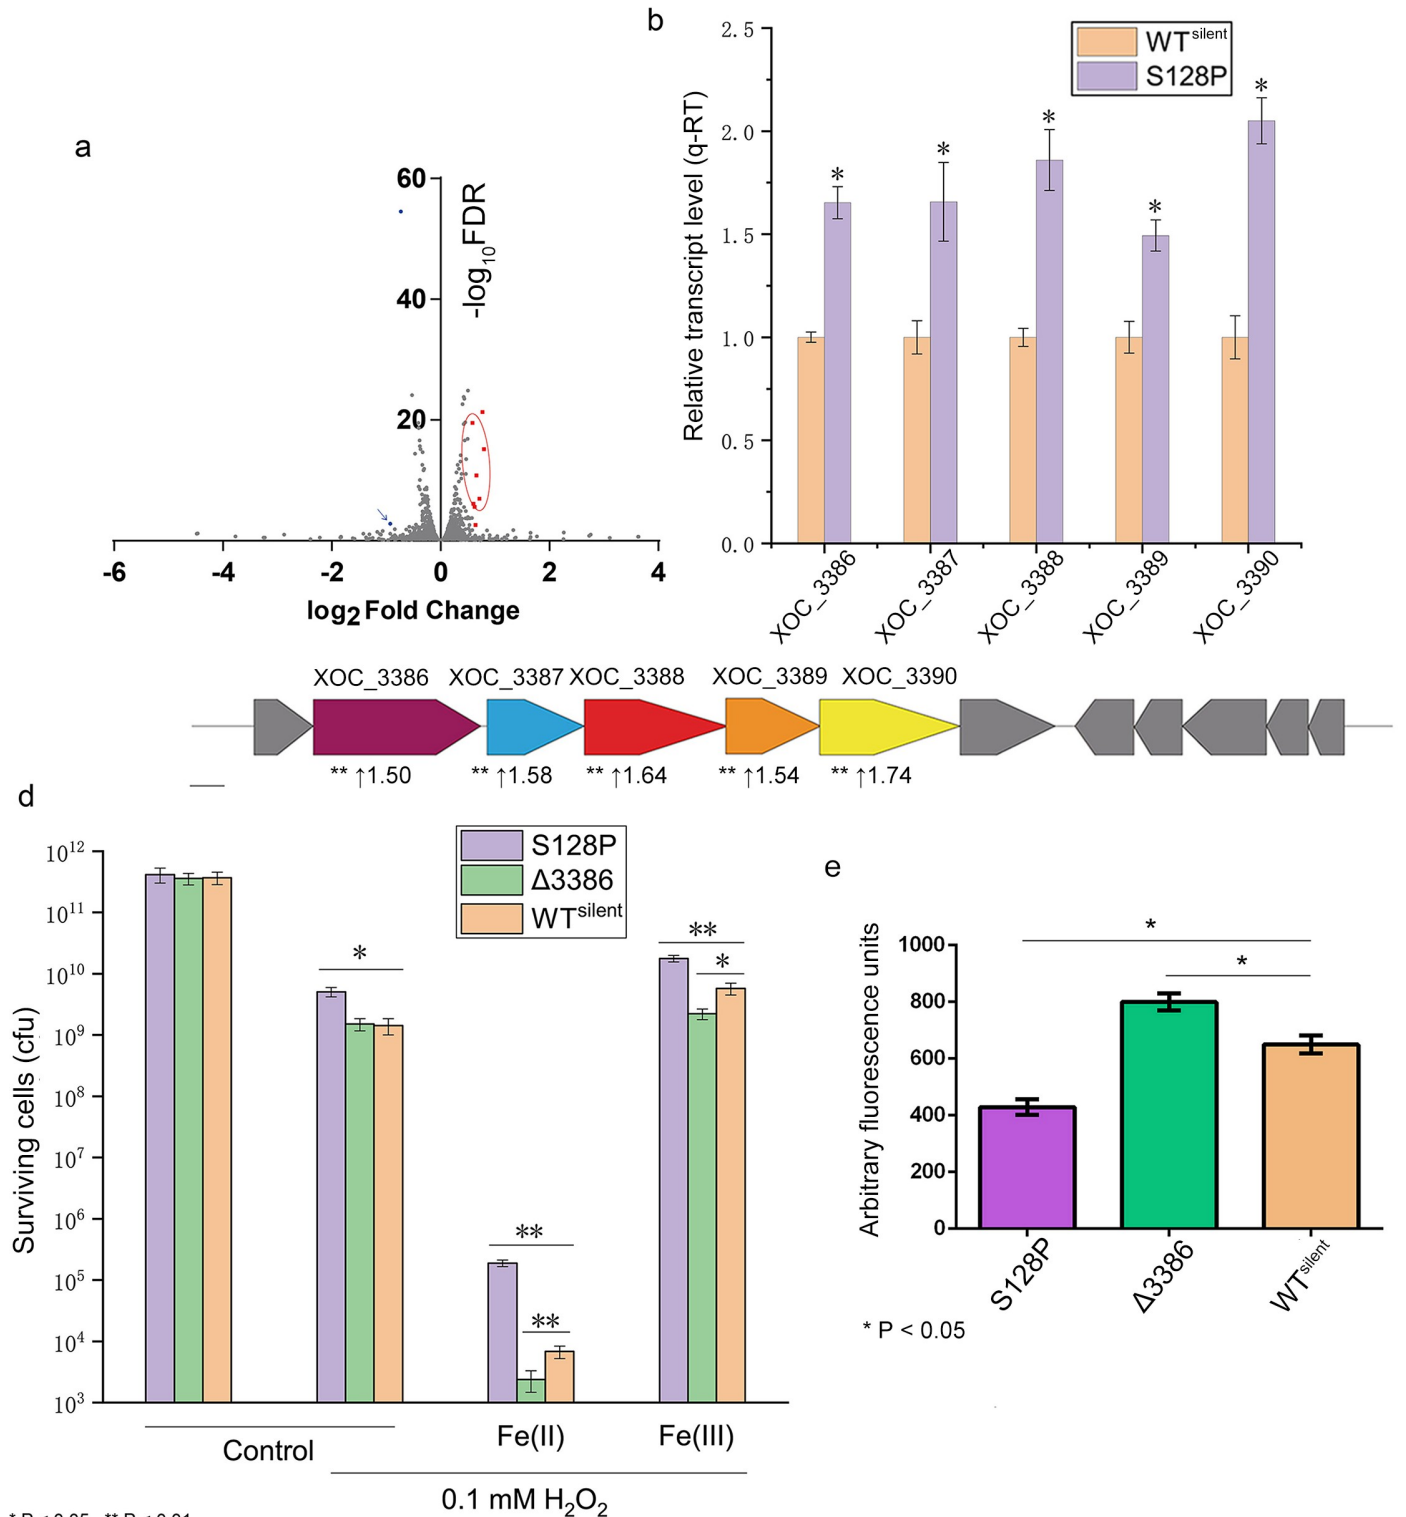 a
60
40
20
-log10FDR
-6 -4 -2 0 2 4
log2 Fold Change
b
WTsilent
S128P
Relative transcript level (q-RT)
2.5
2.0
1.5
1.0
0.5
0.0
* * * * *
XOC_3386 XOC_3387 XOC_3388 XOC_3389 XOC_3390
XOC_3386 XOC_3387 XOC_3388 XOC_3389 XOC_3390
** ↑1.50 ** ↑1.58 ** ↑1.64 ** ↑1.54 ** ↑1.74
d
S128P
Δ3386
WTsilent
Surviving cells (cfu)
10^12
10^11
10^10
10^9
10^8
10^7
10^6
10^5
10^4
10^3
*
**
**
**
*
Control Fe(II) Fe(III)
0.1 mM H2O2
e
Arbitrary fluorescence units
1000
800
600
400
200
0
*
*
S128P Δ3386 WTsilent
* P < 0.05